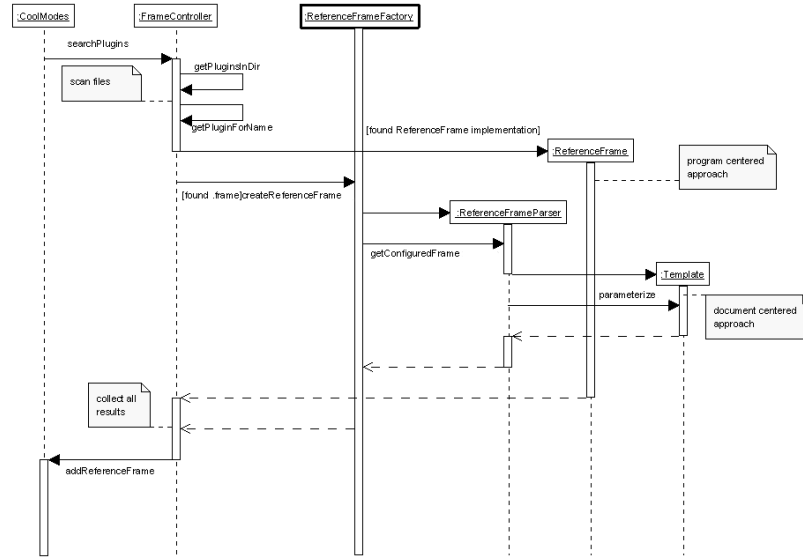 :CoolModes
:FrameController
:ReferenceFrameFactory
searchPlugins
getPluginsInDir
scan files
getPluginForName
[found ReferenceFrame implementation]
:ReferenceFrame
program centered
approach
[found .frame]createReferenceFrame
:ReferenceFrameParser
getConfiguredFrame
:Template
parameterize
document centered
approach
collect all
results
addReferenceFrame